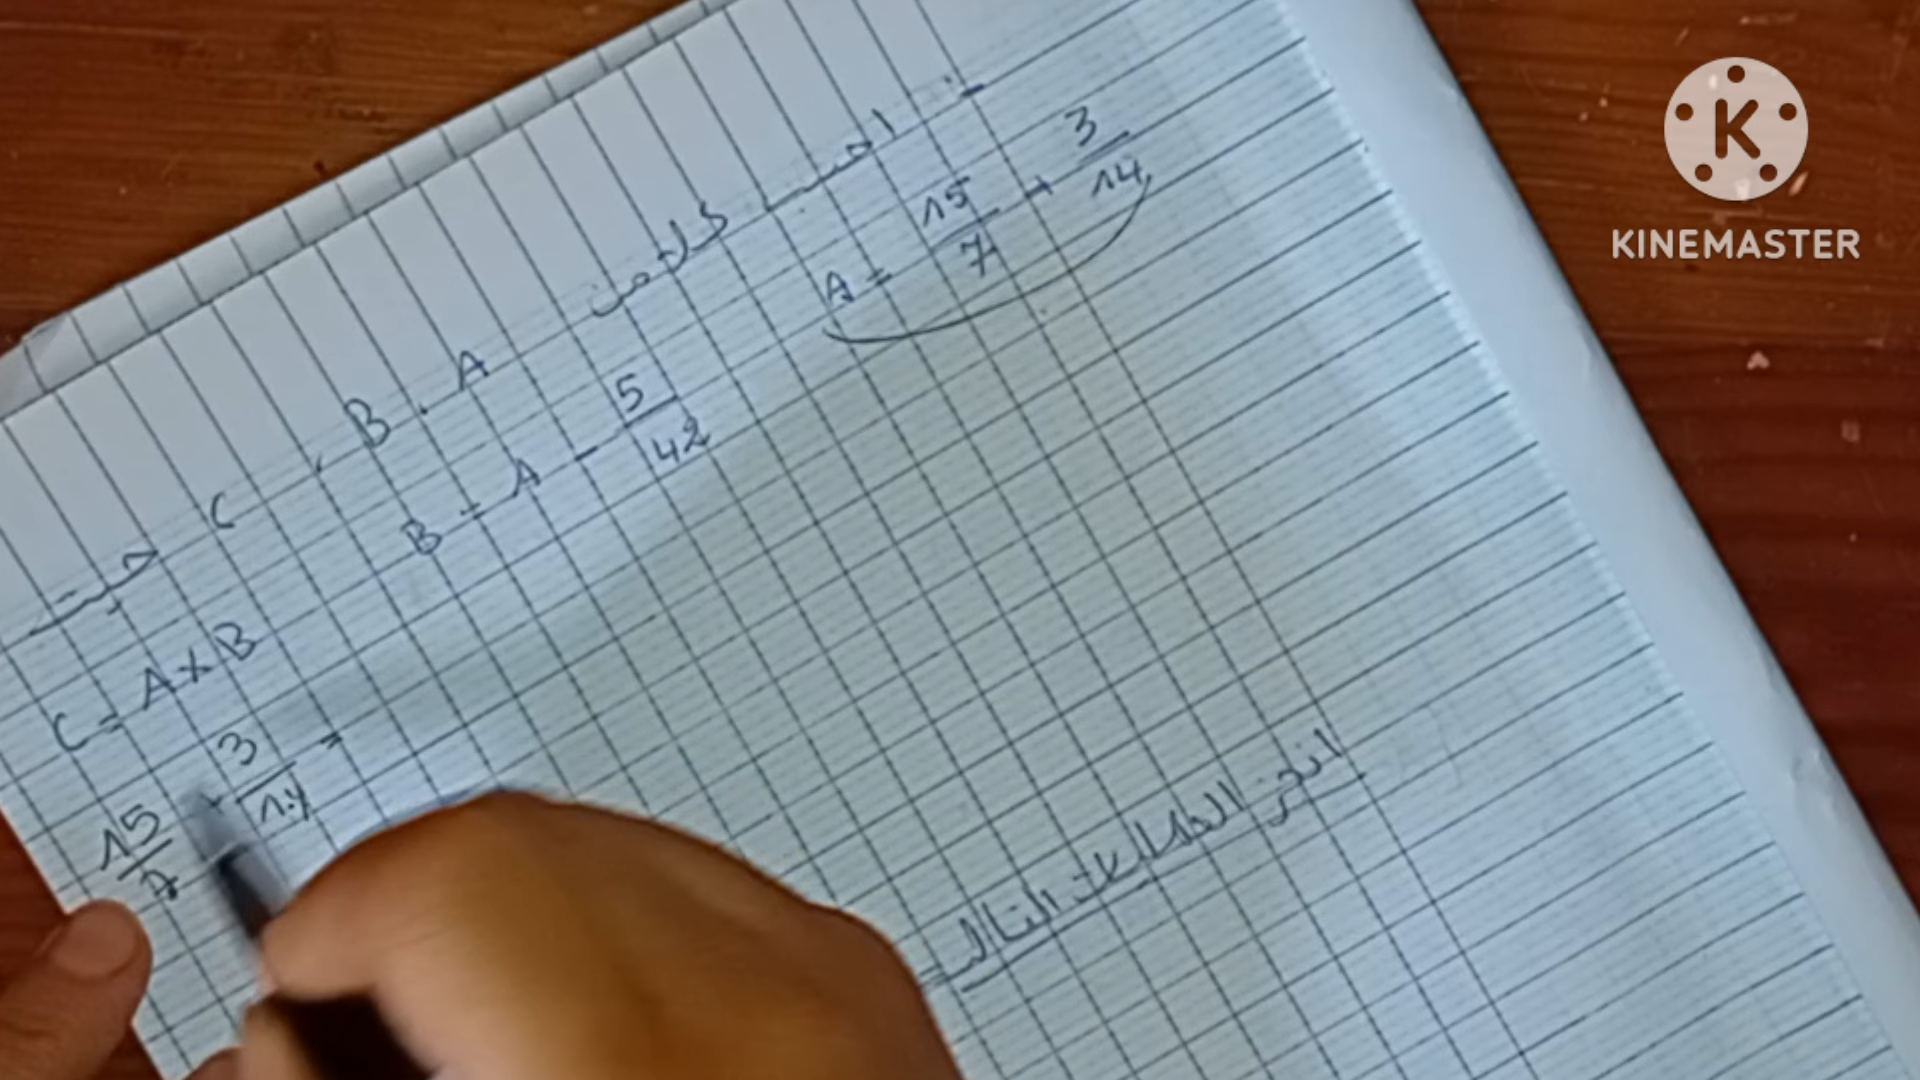 احسب كلا من A . B , C حيث
A = 15/7 + 3/14
B = A - 5/42
C = A × B
15/7 + 3/14 =
انجز العمليات التالية
K
KINEMASTER